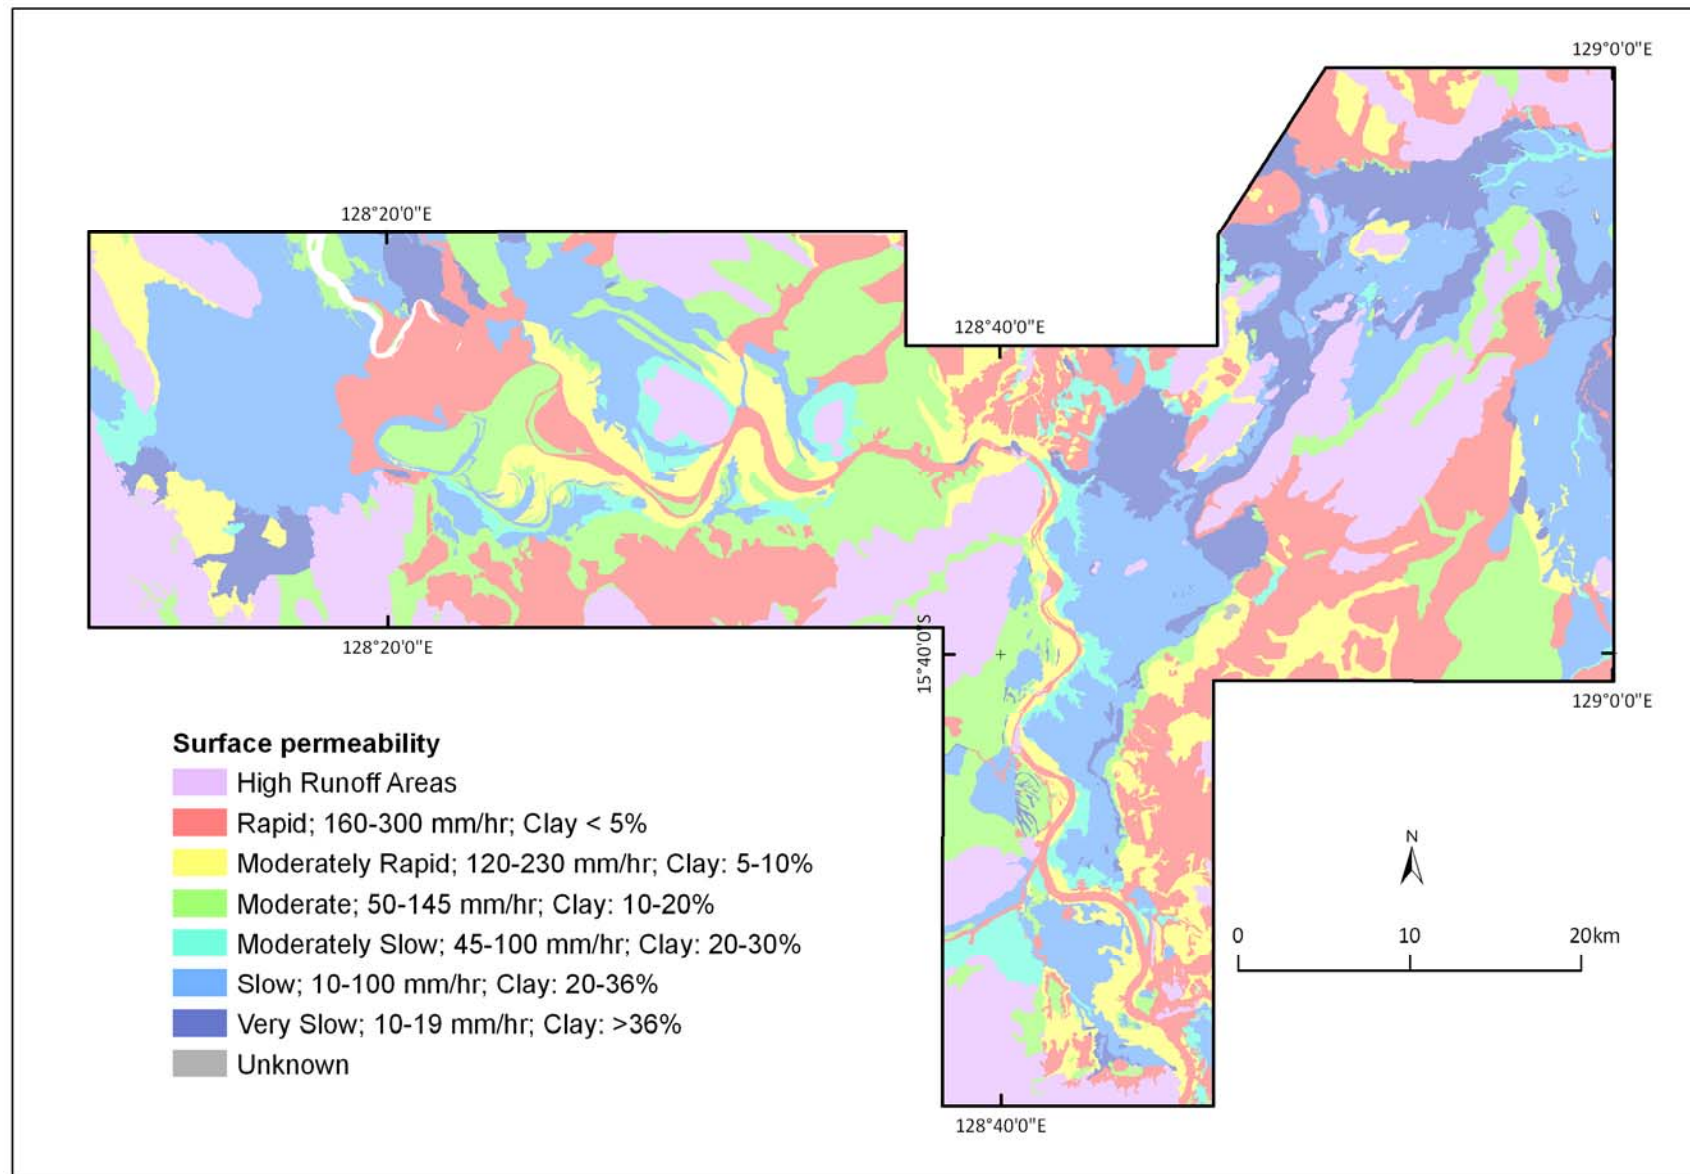 129°0'0"E
128°20'0"E
128°40'0"E
128°20'0"E
15°40'0"S
129°0'0"E
Surface permeability
High Runoff Areas
Rapid; 160-300 mm/hr; Clay < 5%
Moderately Rapid; 120-230 mm/hr; Clay: 5-10%
Moderate; 50-145 mm/hr; Clay: 10-20%
Moderately Slow; 45-100 mm/hr; Clay: 20-30%
Slow; 10-100 mm/hr; Clay: 20-36%
Very Slow; 10-19 mm/hr; Clay: >36%
Unknown
N
0 10 20km
128°40'0"E